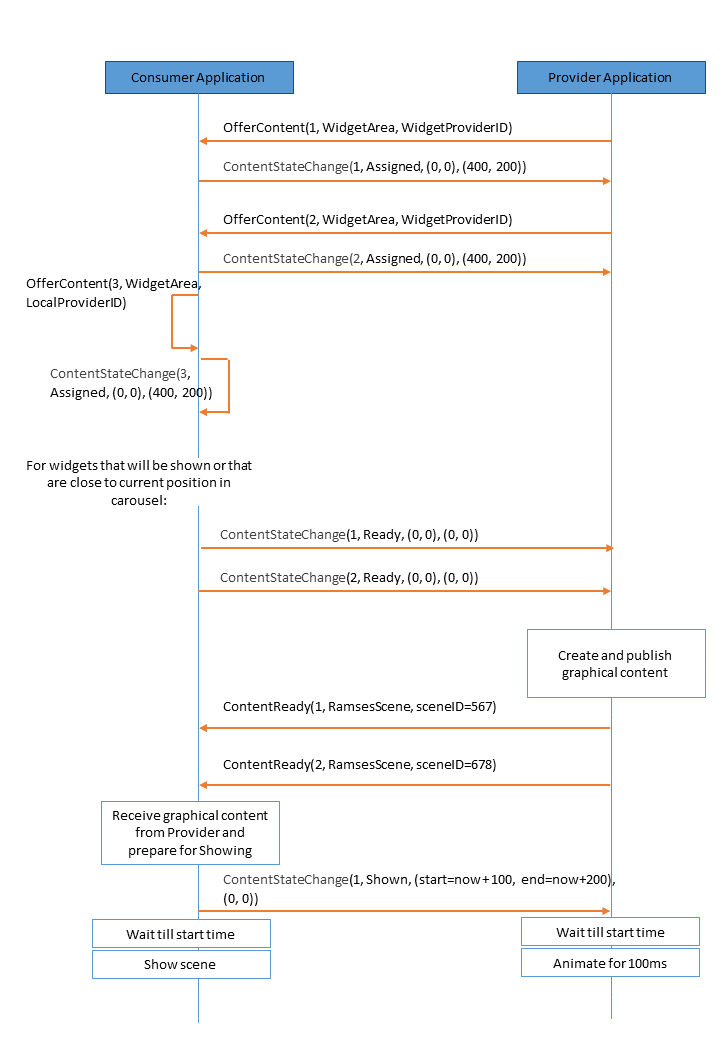 Consumer Application
Provider Application
OfferContent(1, WidgetArea, WidgetProviderID)
ContentStateChange(1, Assigned, (0, 0), (400, 200))
OfferContent(2, WidgetArea, WidgetProviderID)
ContentStateChange(2, Assigned, (0, 0), (400, 200))
OfferContent(3, WidgetArea,
LocalProviderID)
ContentStateChange(3,
Assigned, (0, 0), (400, 200))
For widgets that will be shown or that
are close to current position in
carousel:
ContentStateChange(1, Ready, (0, 0), (0, 0))
ContentStateChange(2, Ready, (0, 0), (0, 0))
Create and publish
graphical content
ContentReady(1, RamsesScene, sceneID=567)
ContentReady(2, RamsesScene, sceneID=678)
Receive graphical content
from Provider and
prepare for Showing
ContentStateChange(1, Shown, (start=now+100, end=now+200),
(0, 0))
Wait till start time
Wait till start time
Show scene
Animate for 100ms